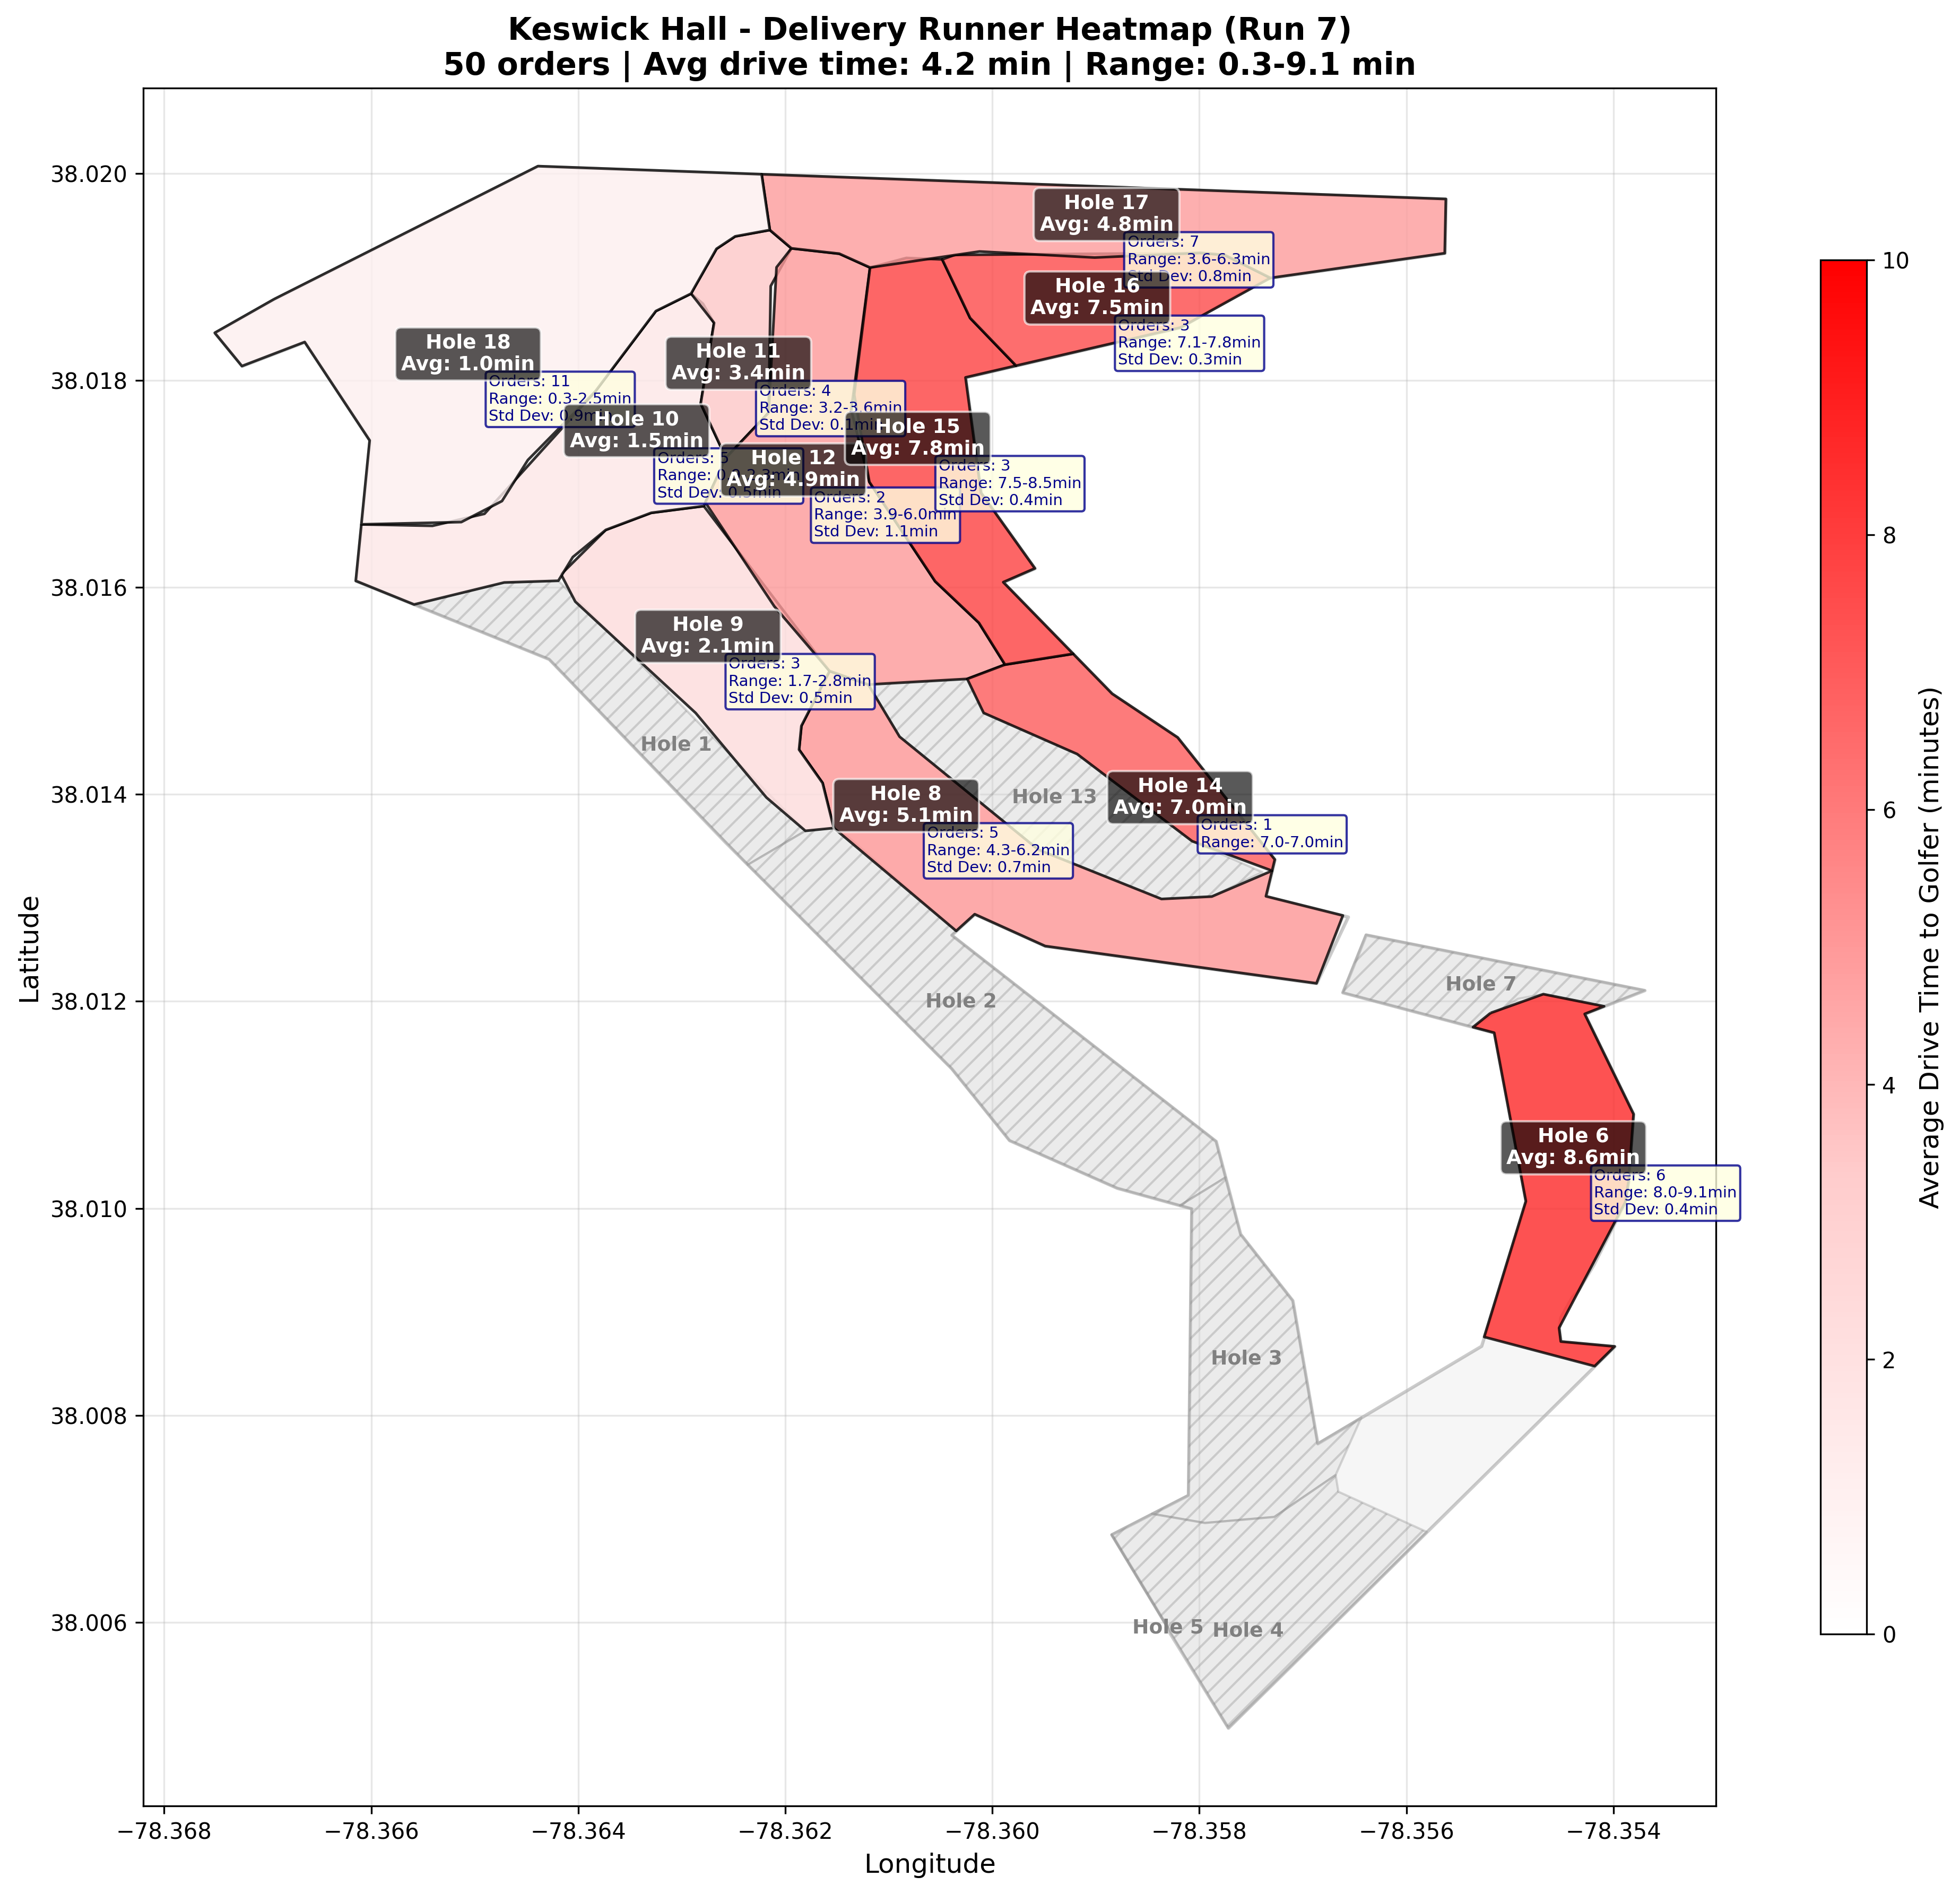 Keswick Hall - Delivery Runner Heatmap (Run 7)
50 orders | Avg drive time: 4.2 min | Range: 0.3-9.1 min
Latitude
38.020
38.018
38.016
38.014
38.012
38.010
38.008
38.006
Hole 17
Avg: 4.8min
Orders: 7
Range: 3.6-6.3min
Std Dev: 0.8min
Hole 16
Avg: 7.5min
Orders: 3
Range: 7.1-7.8min
Std Dev: 0.3min
Hole 18
Avg: 1.0min
Orders: 11
Range: 0.3-2.5min
Std Dev: 0.9min
Hole 11
Avg: 3.4min
Orders: 4
Range: 3.2-3.6min
Std Dev: 0.1min
Hole 10
Avg: 1.5min
Orders: 5
Range:
Std Dev: 0.5min
Hole 15
Avg: 7.8min
Orders: 3
Range: 7.5-8.5min
Std Dev: 0.4min
Hole 12
Avg: 4.9min
Orders: 2
Range: 3.9-6.0min
Std Dev: 1.1min
Hole 9
Avg: 2.1min
Orders: 3
Range: 1.7-2.8min
Std Dev: 0.5min
Hole 1
Hole 8
Avg: 5.1min
Orders: 5
Range: 4.3-6.2min
Std Dev: 0.7min
Hole 13
Hole 14
Avg: 7.0min
Orders: 1
Range: 7.0-7.0min
Hole 2
Hole 7
Hole 6
Avg: 8.6min
Orders: 6
Range: 8.0-9.1min
Std Dev: 0.4min
Hole 3
Hole 5
Hole 4
−78.368
−78.366
−78.364
−78.362
−78.360
−78.358
−78.356
−78.354
Longitude
10
8
6
4
2
0
Average Drive Time to Golfer (minutes)